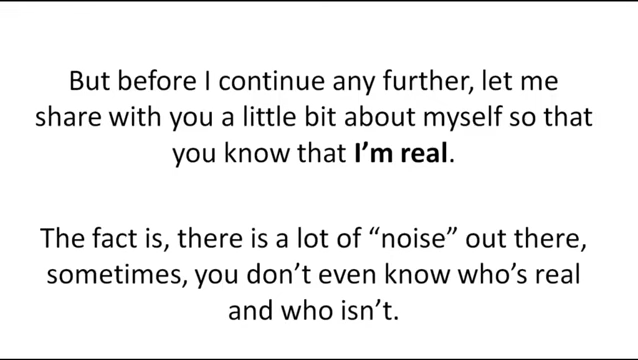 But before I continue any further, let me
share with you a little bit about myself so that
you know that I’m real.
The fact is, there is a lot of “noise” out there,
sometimes, you don’t even know who’s real
and who isn’t.